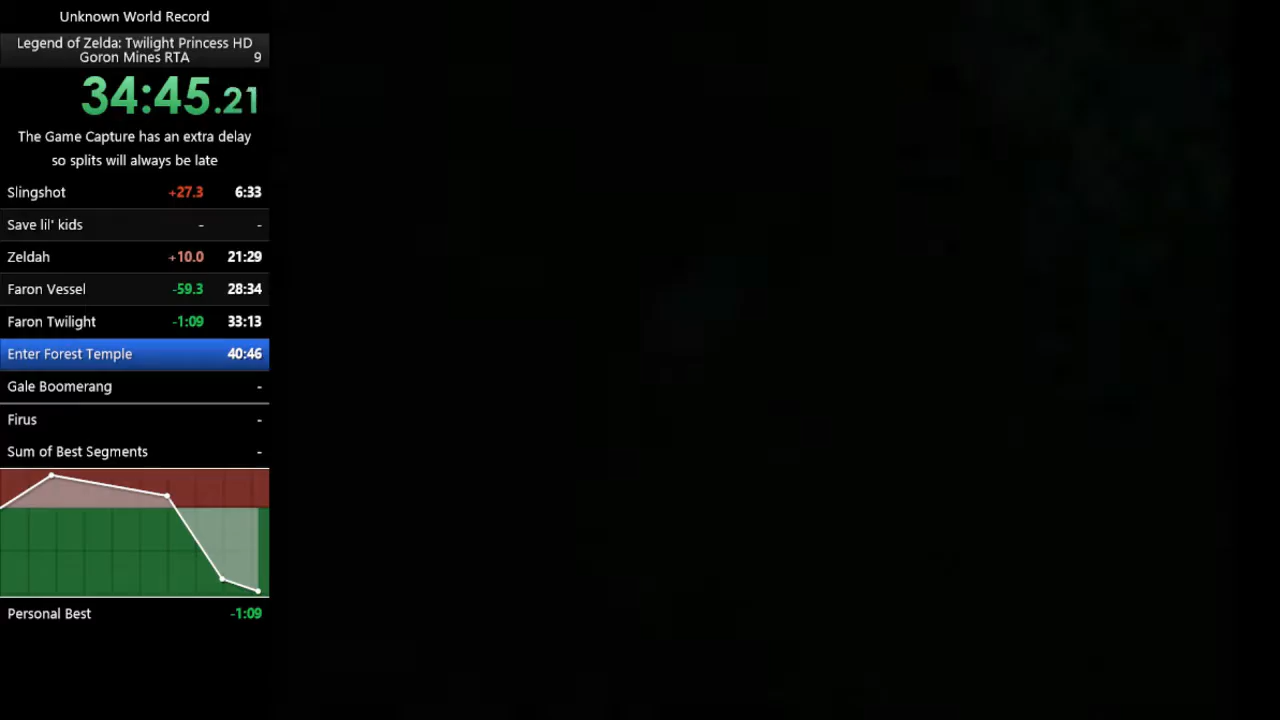 Unknown World Record
Legend of Zelda: Twilight Princess HD
Goron Mines RTA 9
34:45.21
The Game Capture has an extra delay
so splits will always be late
Slingshot +27.3 6:33
Save lil' kids - -
Zeldah +10.0 21:29
Faron Vessel -59.3 28:34
Faron Twilight -1:09 33:13
Enter Forest Temple 40:46
Gale Boomerang -
Firus -
Sum of Best Segments -
Personal Best -1:09